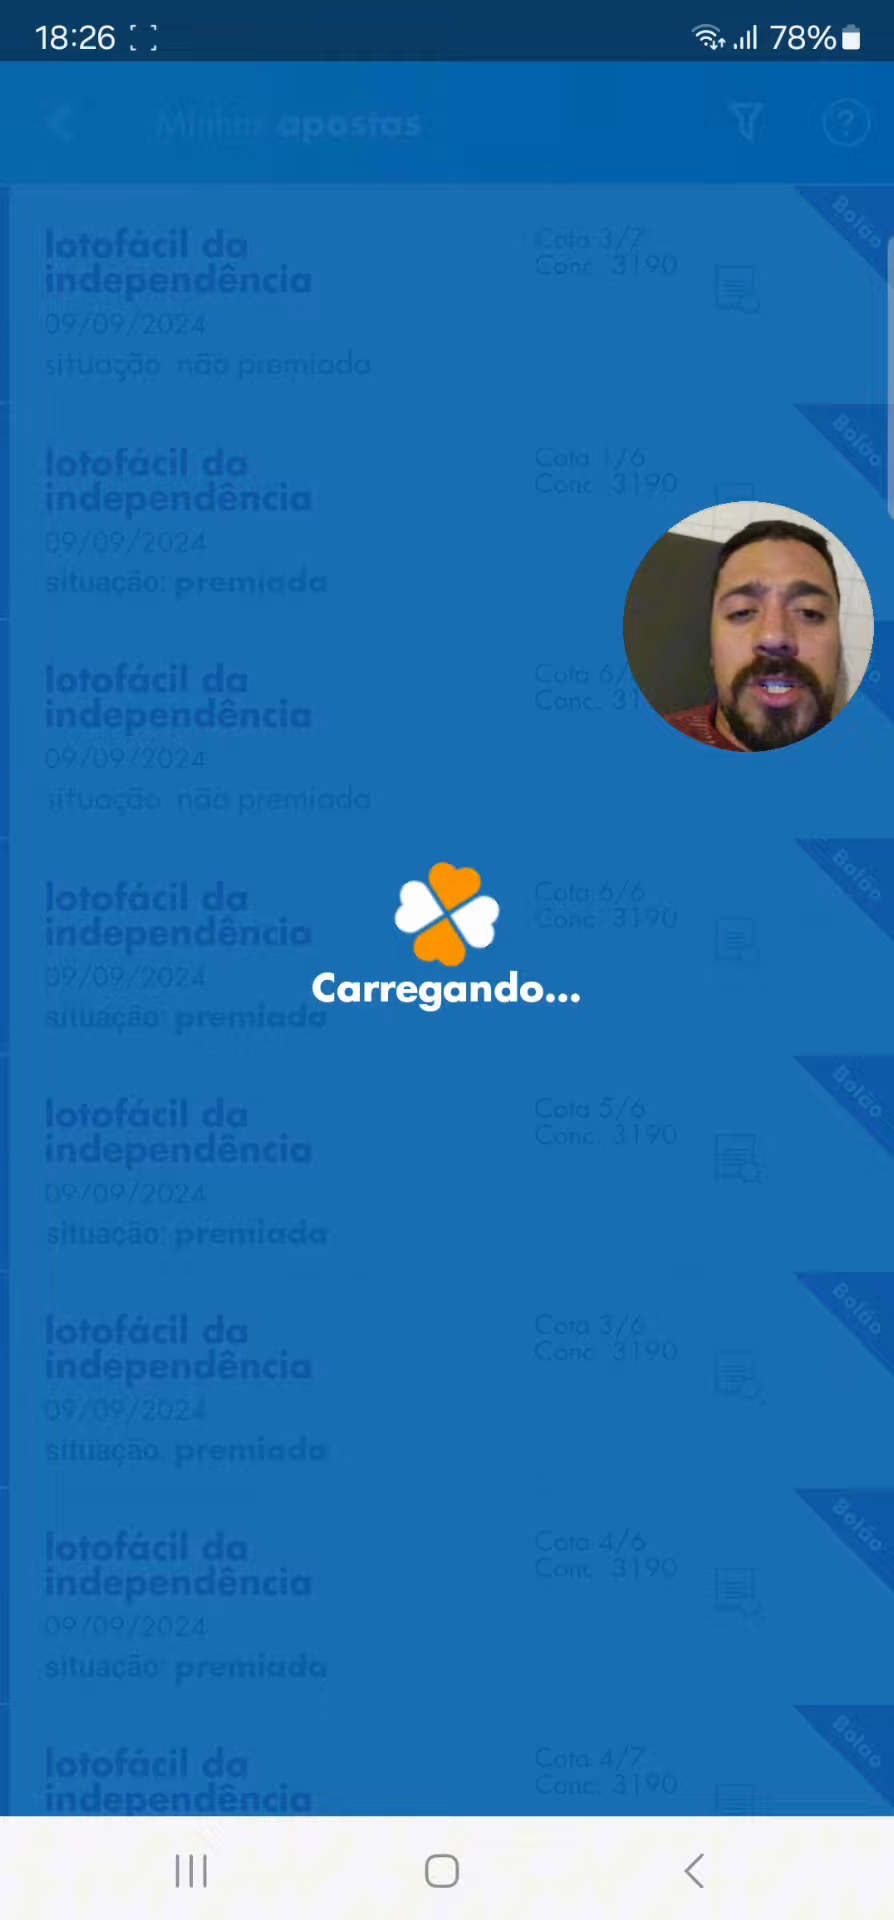 18:26
78%
Minhas apostas
?
lotofácil da
independência
Cota 3/7
Conc. 3190
Bolão
09/09/2024
situação: não premiada
lotofácil da
independência
Cota 1/6
Conc. 3190
Bolão
09/09/2024
situação: premiada
lotofácil da
independência
Cota 6/
Conc. 31
09/09/2024
situação: não premiada
lotofácil da
independência
Cota 6/6
Conc. 3190
Bolão
09/09/2024
situação: premiada
Carregando...
lotofácil da
independência
Cota 5/6
Conc. 3190
Bolão
09/09/2024
situação: premiada
lotofácil da
independência
Cota 3/6
Conc. 3190
Bolão
09/09/2024
situação: premiada
lotofácil da
independência
Cota 4/6
Conc. 3190
Bolão
09/09/2024
situação: premiada
lotofácil da
independência
Cota 4/7
Conc. 3190
Bolão